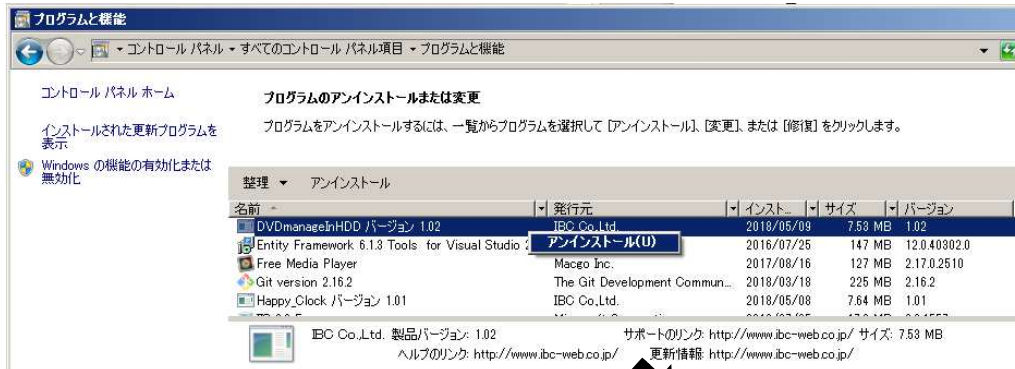 プログラムと機能
コントロール パネル ▾ すべてのコントロール パネル項目 ▾ プログラムと機能
コントロール パネル ホーム
インストールされた更新プログラムを
表示
Windows の機能の有効化または
無効化
プログラムのアンインストールまたは変更
プログラムをアンインストールするには、一覧からプログラムを選択して [アンインストール]、[変更]、または [修復] をクリックします。
整理 ▼ アンインストール
名前 発行元 インスト... サイズ バージョン
DVDmanageInHDD バージョン 1.02 IBC Co.,Ltd. 2018/05/09 7.53 MB 1.02
アンインストール(U)
Entity Framework 6.1.3 Tools for Visual Studio 2016/07/25 147 MB 12.0.40302.0
Free Media Player Macgo Inc. 2017/08/16 127 MB 2.17.0.2510
Git version 2.16.2 The Git Development Commun... 2018/03/18 225 MB 2.16.2
Happy_Clock バージョン 1.01 IBC Co.,Ltd. 2018/05/08 7.64 MB 1.01
IBC Co.,Ltd. 製品バージョン: 1.02 サポートのリンク: http://www.ibc-web.co.jp/ サイズ: 7.53 MB
ヘルプのリンク: http://www.ibc-web.co.jp/ 更新情報: http://www.ibc-web.co.jp/